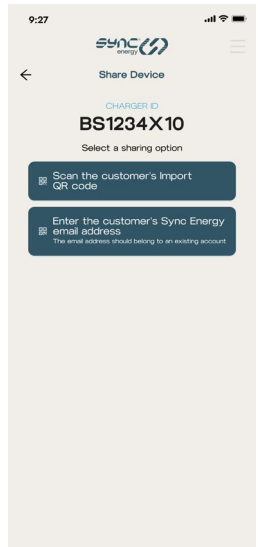 9:27
sync
energy
Share Device
CHARGER ID
BS1234X10
Select a sharing option
Scan the customer's Import
QR code
Enter the customer's Sync Energy
email address
The email address should belong to an existing account